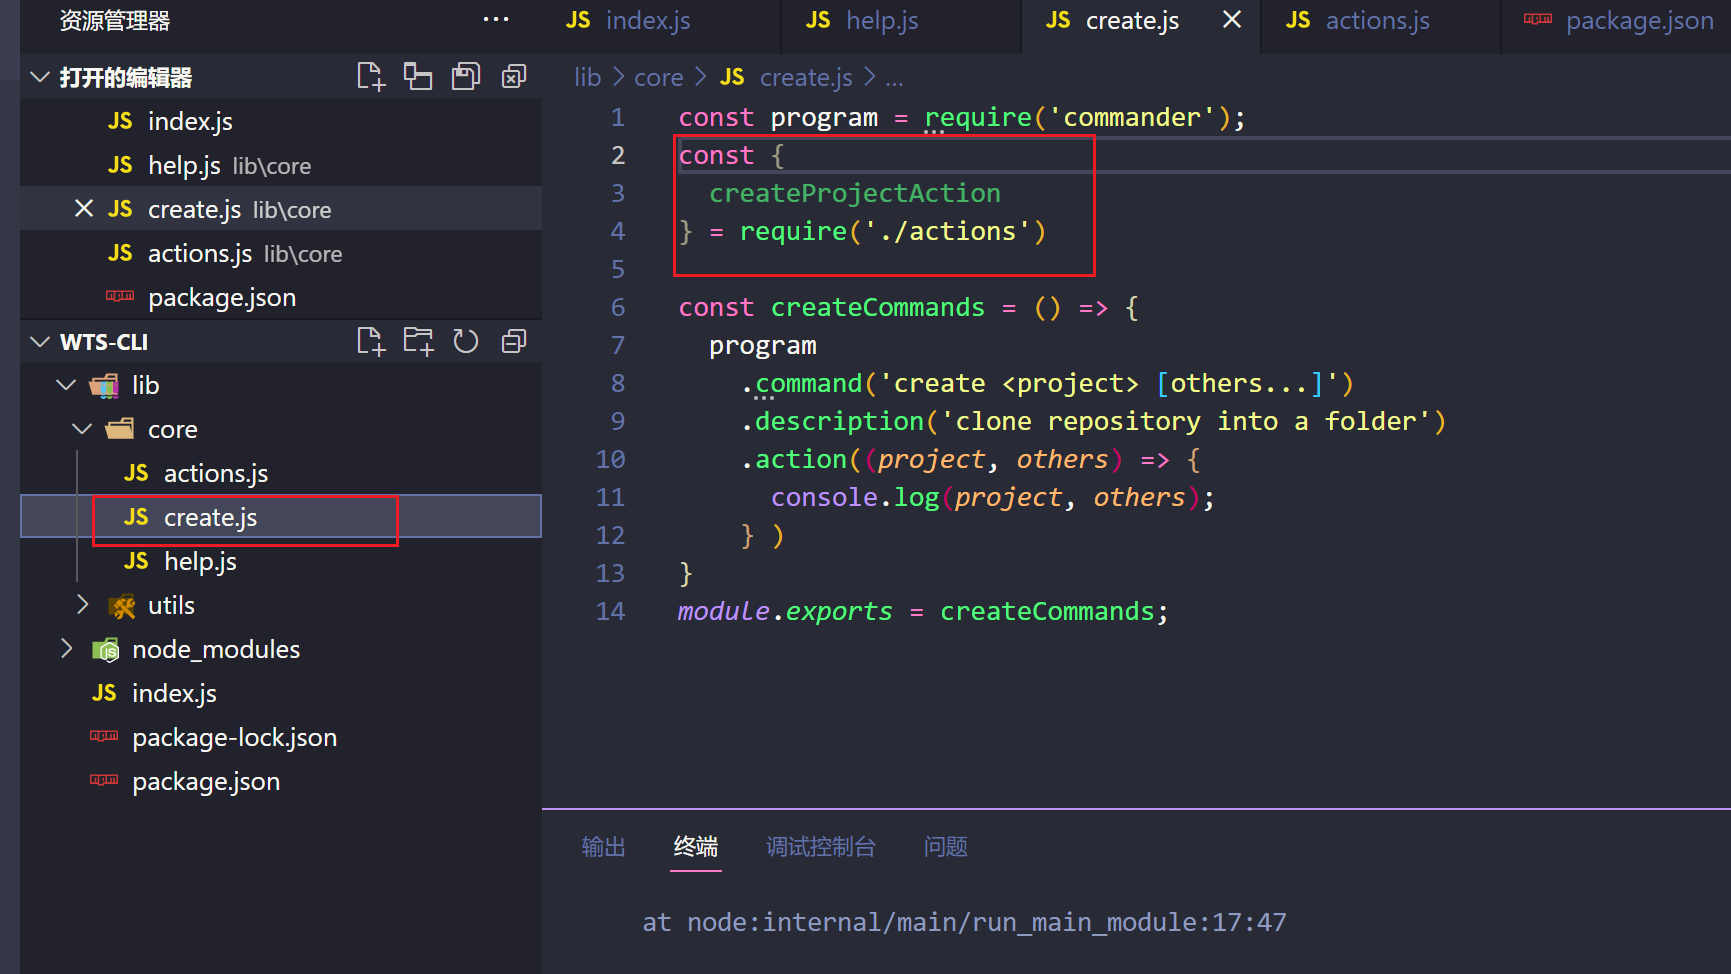 资源管理器
···
打开的编辑器
JS index.js
JS help.js lib\core
JS create.js lib\core
JS actions.js lib\core
package.json
WTS-CLI
lib
core
JS actions.js
JS create.js
JS help.js
utils
node_modules
JS index.js
package-lock.json
package.json
JS index.js
JS help.js
JS create.js
JS actions.js
package.json
lib > core > JS create.js > ...
1 const program = require('commander');
2 const {
3 createProjectAction
4 } = require('./actions')
5
6 const createCommands = () => {
7 program
8 .command('create <project> [others...]')
9 .description('clone repository into a folder')
10 .action((project, others) => {
11 console.log(project, others);
12 } )
13 }
14 module.exports = createCommands;
输出 终端 调试控制台 问题
at node:internal/main/run_main_module:17:47